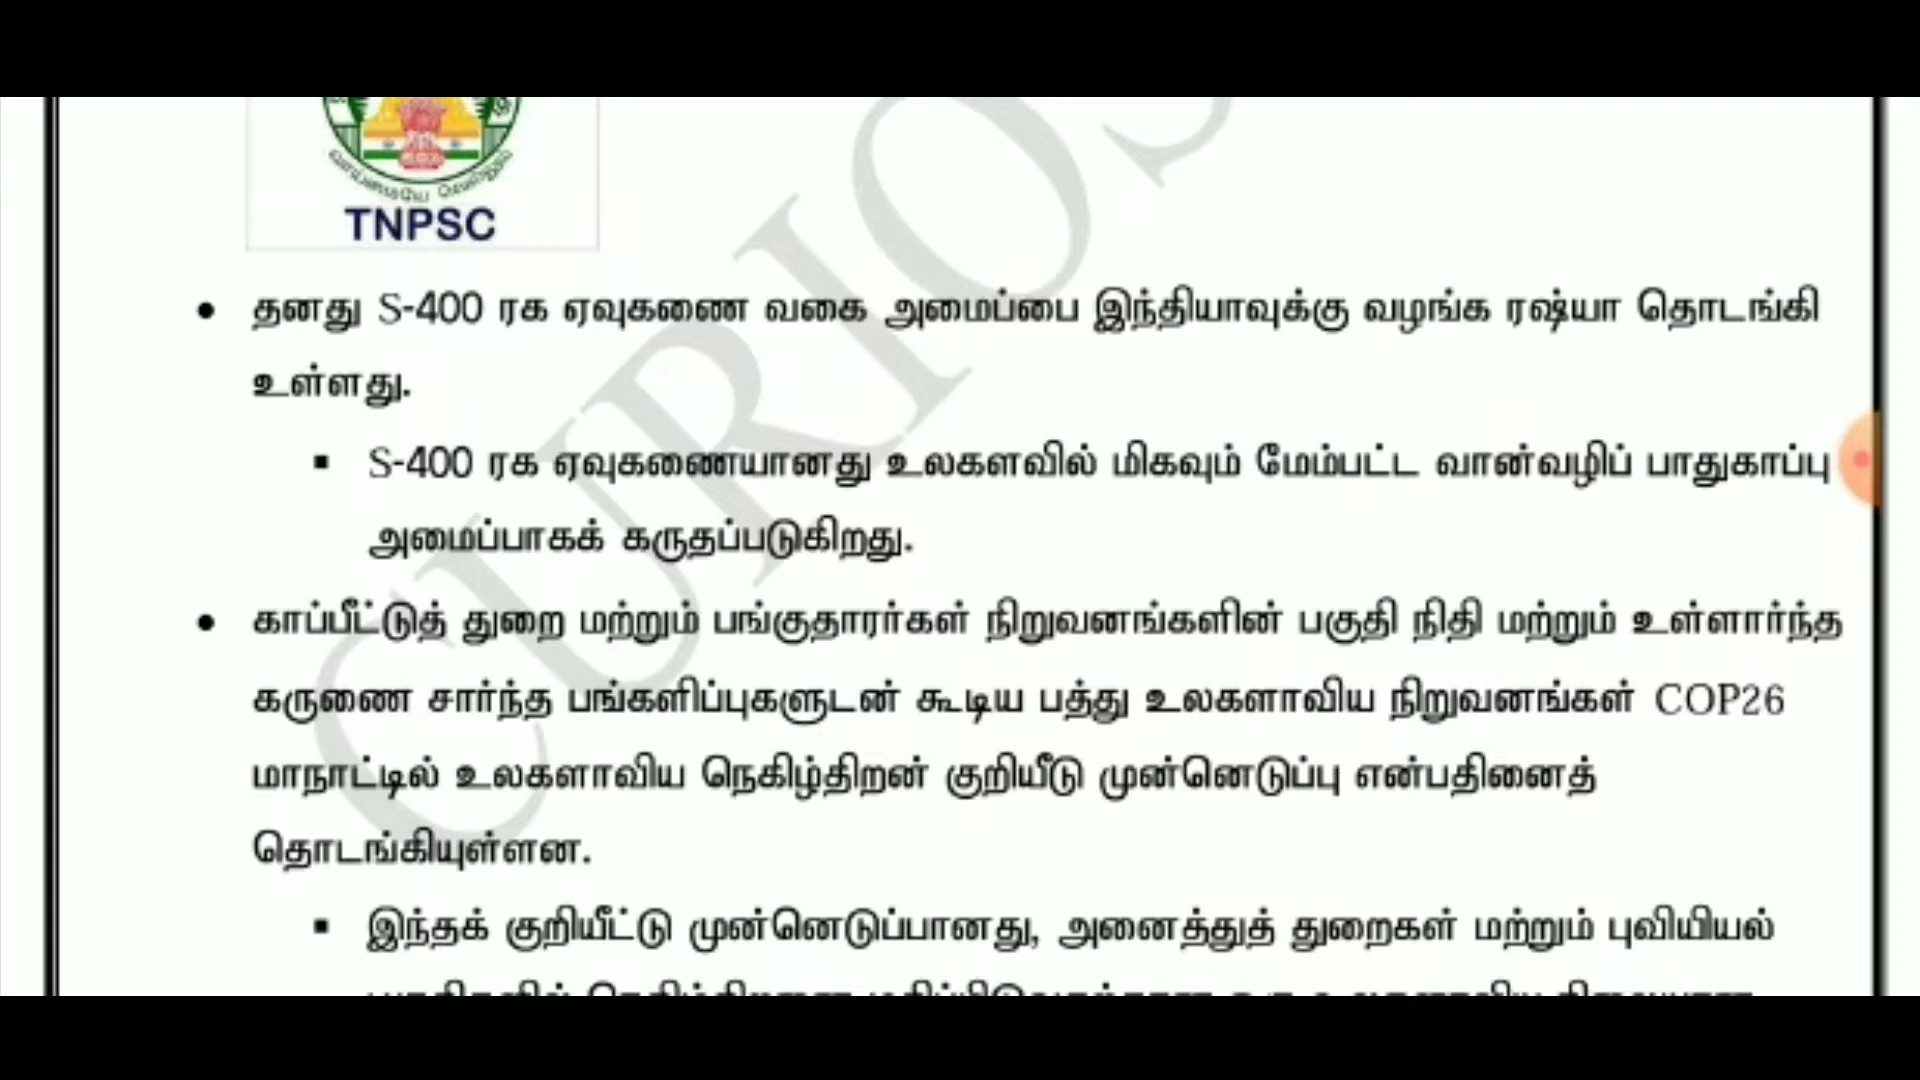 வாய்மையே வெல்லும்
TNPSC
CURIOS
தனது S-400 ரக ஏவுகணை வகை அமைப்பை இந்தியாவுக்கு வழங்க ரஷ்யா தொடங்கி
உள்ளது.
S-400 ரக ஏவுகணையானது உலகளவில் மிகவும் மேம்பட்ட வான்வழிப் பாதுகாப்பு
அமைப்பாகக் கருதப்படுகிறது.
காப்பீட்டுத் துறை மற்றும் பங்குதாரர்கள் நிறுவனங்களின் பகுதி நிதி மற்றும் உள்ளார்ந்த
கருணை சார்ந்த பங்களிப்புகளுடன் கூடிய பத்து உலகளாவிய நிறுவனங்கள் COP26
மாநாட்டில் உலகளாவிய நெகிழ்திறன் குறியீடு முன்னெடுப்பு என்பதினைத்
தொடங்கியுள்ளன.
இந்தக் குறியீட்டு முன்னெடுப்பானது, அனைத்துத் துறைகள் மற்றும் புவியியல்